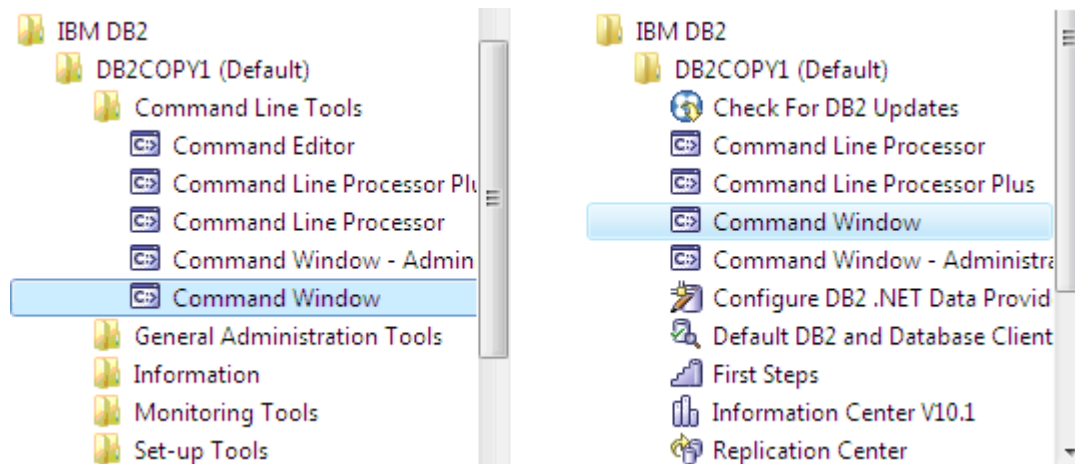 IBM DB2
DB2COPY1 (Default)
Command Line Tools
Command Editor
Command Line Processor Plu
Command Line Processor
Command Window - Admin
Command Window
General Administration Tools
Information
Monitoring Tools
Set-up Tools
IBM DB2
DB2COPY1 (Default)
Check For DB2 Updates
Command Line Processor
Command Line Processor Plus
Command Window
Command Window - Administra
Configure DB2 .NET Data Provid
Default DB2 and Database Client
First Steps
Information Center V10.1
Replication Center